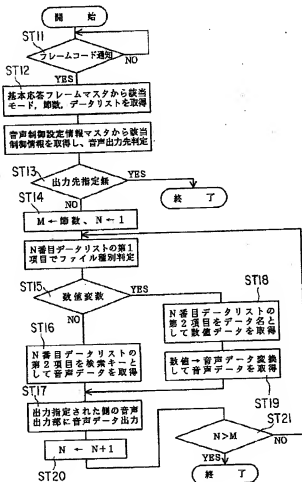 開始
ST11
フレームコード通知
NO
YES
ST12
基本応答フレームマスタから該当
モード，節数，データリストを取得
音声制御設定情報マスタから該当
制御情報を取得し、音声出力先判定
ST13
出力先指定無
YES
NO
終了
ST14
M←節数、N←1
N番目データリストの第1
項目でファイル種別判定
ST15
数値変数
YES
NO
ST18
N番目データリストの
第2項目をデータ名と
して数値データを取得
ST16
N番目データリストの
第2項目を検索キーと
して音声データを取得
数値→音声データ変換
して音声データを取得
ST19
ST17
出力指定された側の音声
出力部に音声データ出力
ST21
N>M
NO
YES
N ← N+1
ST20
終了